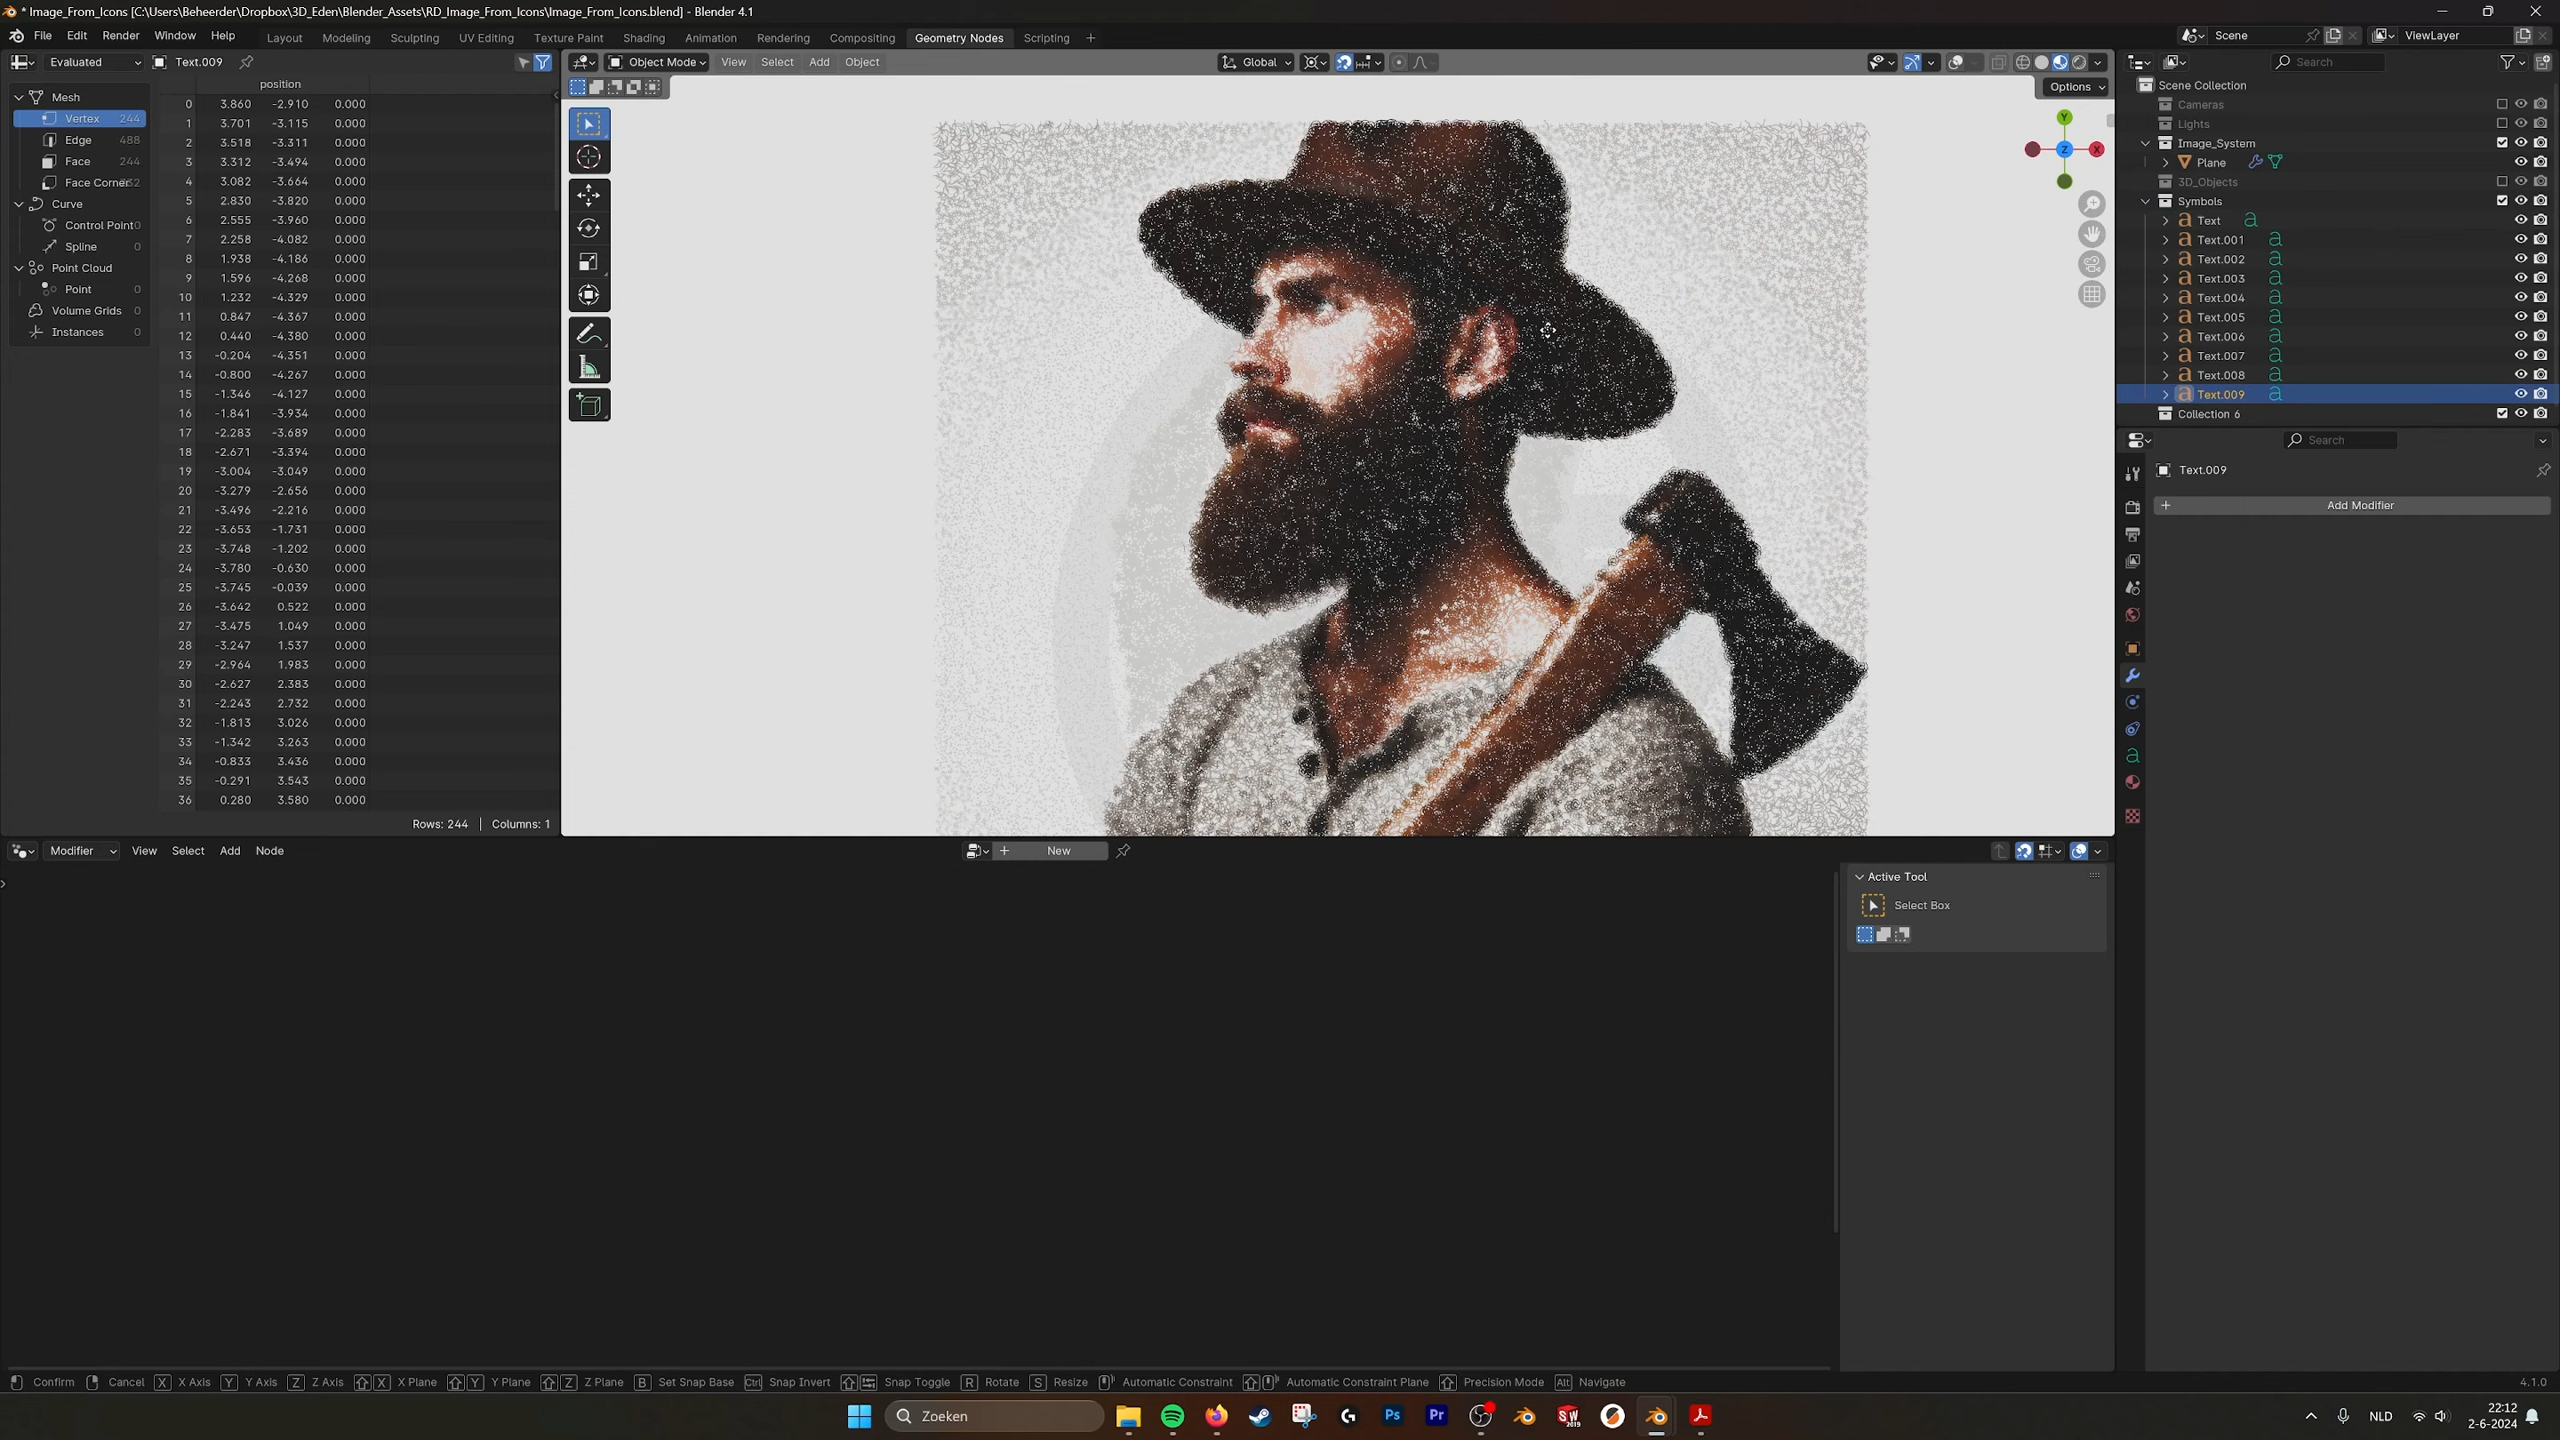 * Image_From_Icons [C:\Users\Beheerder\Dropbox\3D_Eden\Blender_Assets\RD_Image_From_Icons\Image_From_Icons.blend] - Blender 4.1
File Edit Render Window Help Layout Modeling Sculpting UV Editing Texture Paint Shading Animation Rendering Compositing Geometry Nodes Scripting + Scene ViewLayer
Evaluated Text.009 Object Mode View Select Add Object Global Search
Options
position
Mesh
Vertex 244
Edge 488
Face 244
Face Corner 732
Curve
Control Point 0
Spline 0
Point Cloud
Point 0
Volume Grids 0
Instances 0
0 3.860 -2.910 0.000
1 3.701 -3.115 0.000
2 3.518 -3.311 0.000
3 3.312 -3.494 0.000
4 3.082 -3.664 0.000
5 2.830 -3.820 0.000
6 2.555 -3.960 0.000
7 2.258 -4.082 0.000
8 1.938 -4.186 0.000
9 1.596 -4.268 0.000
10 1.232 -4.329 0.000
11 0.847 -4.367 0.000
12 0.440 -4.380 0.000
13 -0.204 -4.351 0.000
14 -0.800 -4.267 0.000
15 -1.346 -4.127 0.000
16 -1.841 -3.934 0.000
17 -2.283 -3.689 0.000
18 -2.671 -3.394 0.000
19 -3.004 -3.049 0.000
20 -3.279 -2.656 0.000
21 -3.496 -2.216 0.000
22 -3.653 -1.731 0.000
23 -3.748 -1.202 0.000
24 -3.780 -0.630 0.000
25 -3.745 -0.039 0.000
26 -3.642 0.522 0.000
27 -3.475 1.049 0.000
28 -3.247 1.537 0.000
29 -2.964 1.983 0.000
30 -2.627 2.383 0.000
31 -2.243 2.732 0.000
32 -1.813 3.026 0.000
33 -1.342 3.263 0.000
34 -0.833 3.436 0.000
35 -0.291 3.543 0.000
36 0.280 3.580 0.000
Rows: 244 | Columns: 1
Y
Z
X
Scene Collection
Cameras
Lights
Image_System
Plane
3D_Objects
Symbols
Text
Text.001
Text.002
Text.003
Text.004
Text.005
Text.006
Text.007
Text.008
Text.009
Collection 6
Search
Text.009
+ Add Modifier
Modifier View Select Add Node + New
Active Tool
Select Box
Confirm Cancel X X Axis Y Y Axis Z Z Axis X X Plane Y Y Plane Z Z Plane B Set Snap Base Ctrl Snap Invert Snap Toggle R Rotate S Resize Automatic Constraint Automatic Constraint Plane Precision Mode Alt Navigate 4.1.0
Zoeken Ps Pr SW 2019 NLD 22:12
2-6-2024